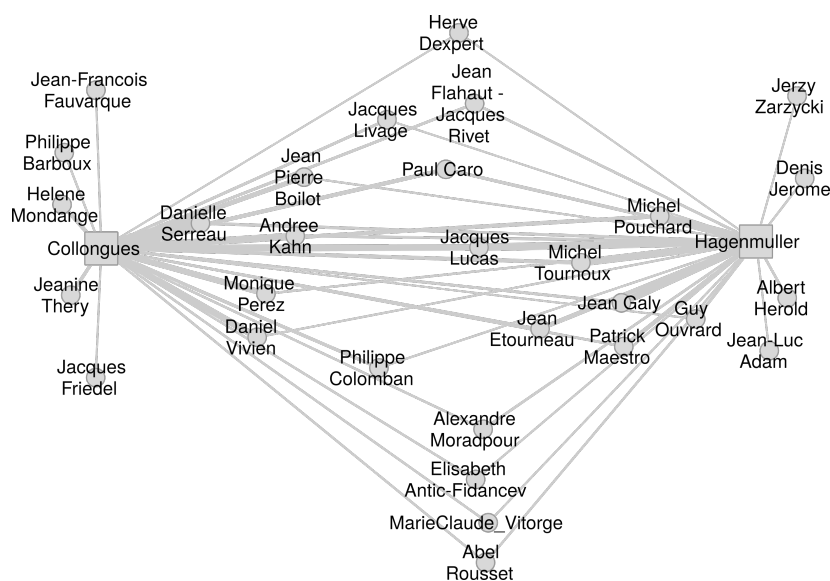 Herve
Dexpert
Jean
Flahaut -
Jacques
Rivet
Jean-Francois
Fauvarque
Jerzy
Zarzycki
Jacques
Livage
Philippe
Barboux
Jean
Pierre
Boilot
Paul Caro
Denis
Jerome
Helene
Mondange
Danielle
Serreau
Andree
Kahn
Michel
Pouchard
Collongues
Jacques
Lucas
Hagenmuller
Michel
Tournoux
Jeanine
Thery
Monique
Perez
Jean Galy
Albert
Herold
Guy
Ouvrard
Jean
Etourneau
Daniel
Vivien
Patrick
Maestro
Jean-Luc
Adam
Philippe
Colomban
Jacques
Friedel
Alexandre
Moradpour
Elisabeth
Antic-Fidancev
MarieClaude_Vitorge
Abel
Rousset